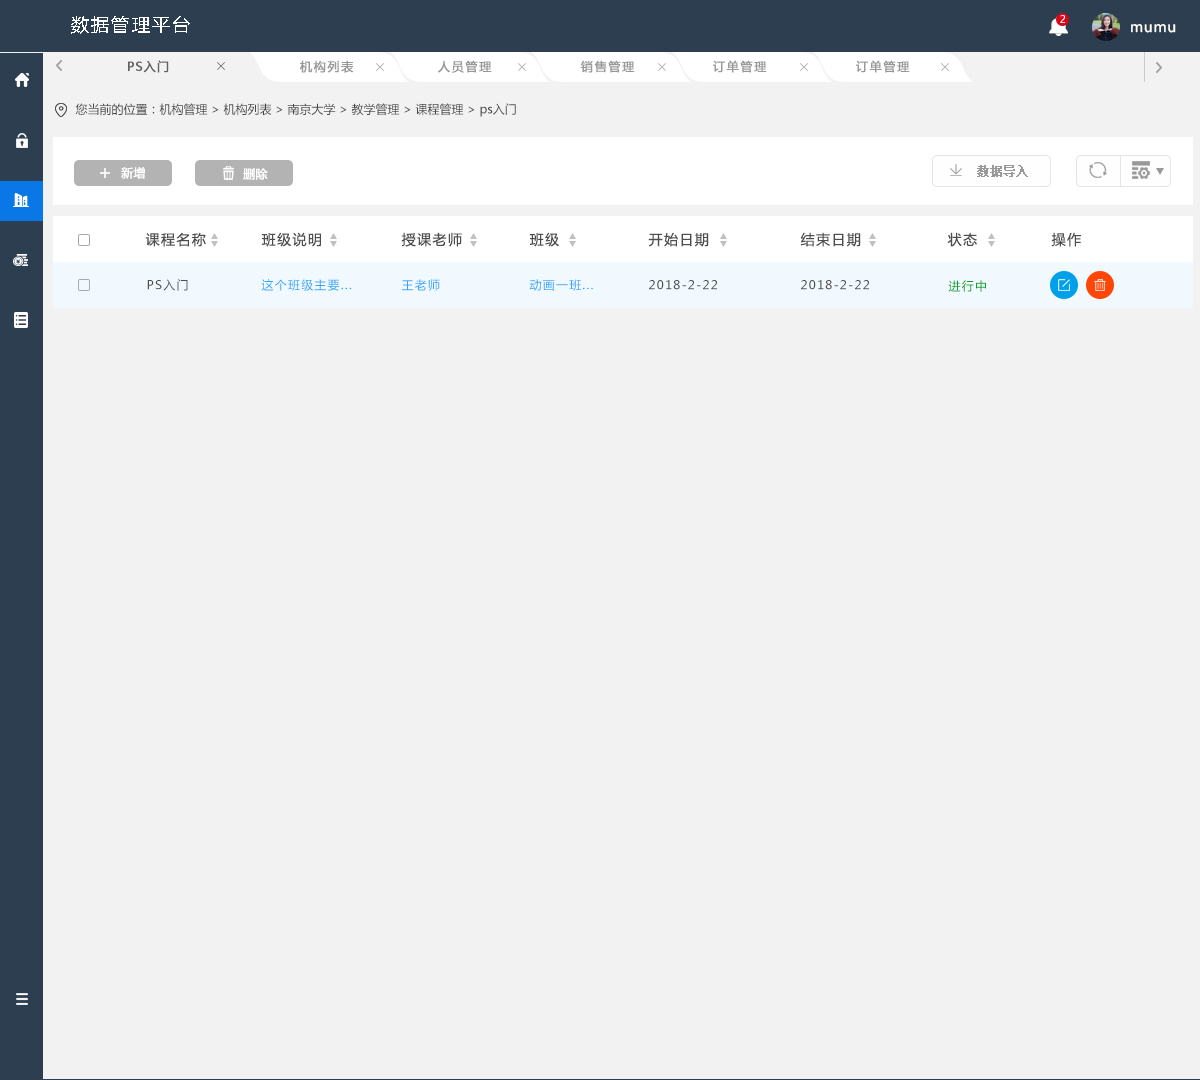 数据管理平台
2
mumu
PS入门 机构列表 人员管理 销售管理 订单管理 订单管理
您当前的位置：机构管理 > 机构列表 > 南京大学 > 教学管理 > 课程管理 > ps入门
新增 删除 数据导入
课程名称 班级说明 授课老师 班级 开始日期 结束日期 状态 操作
PS入门 这个班级主要... 王老师 动画一班... 2018-2-22 2018-2-22 进行中